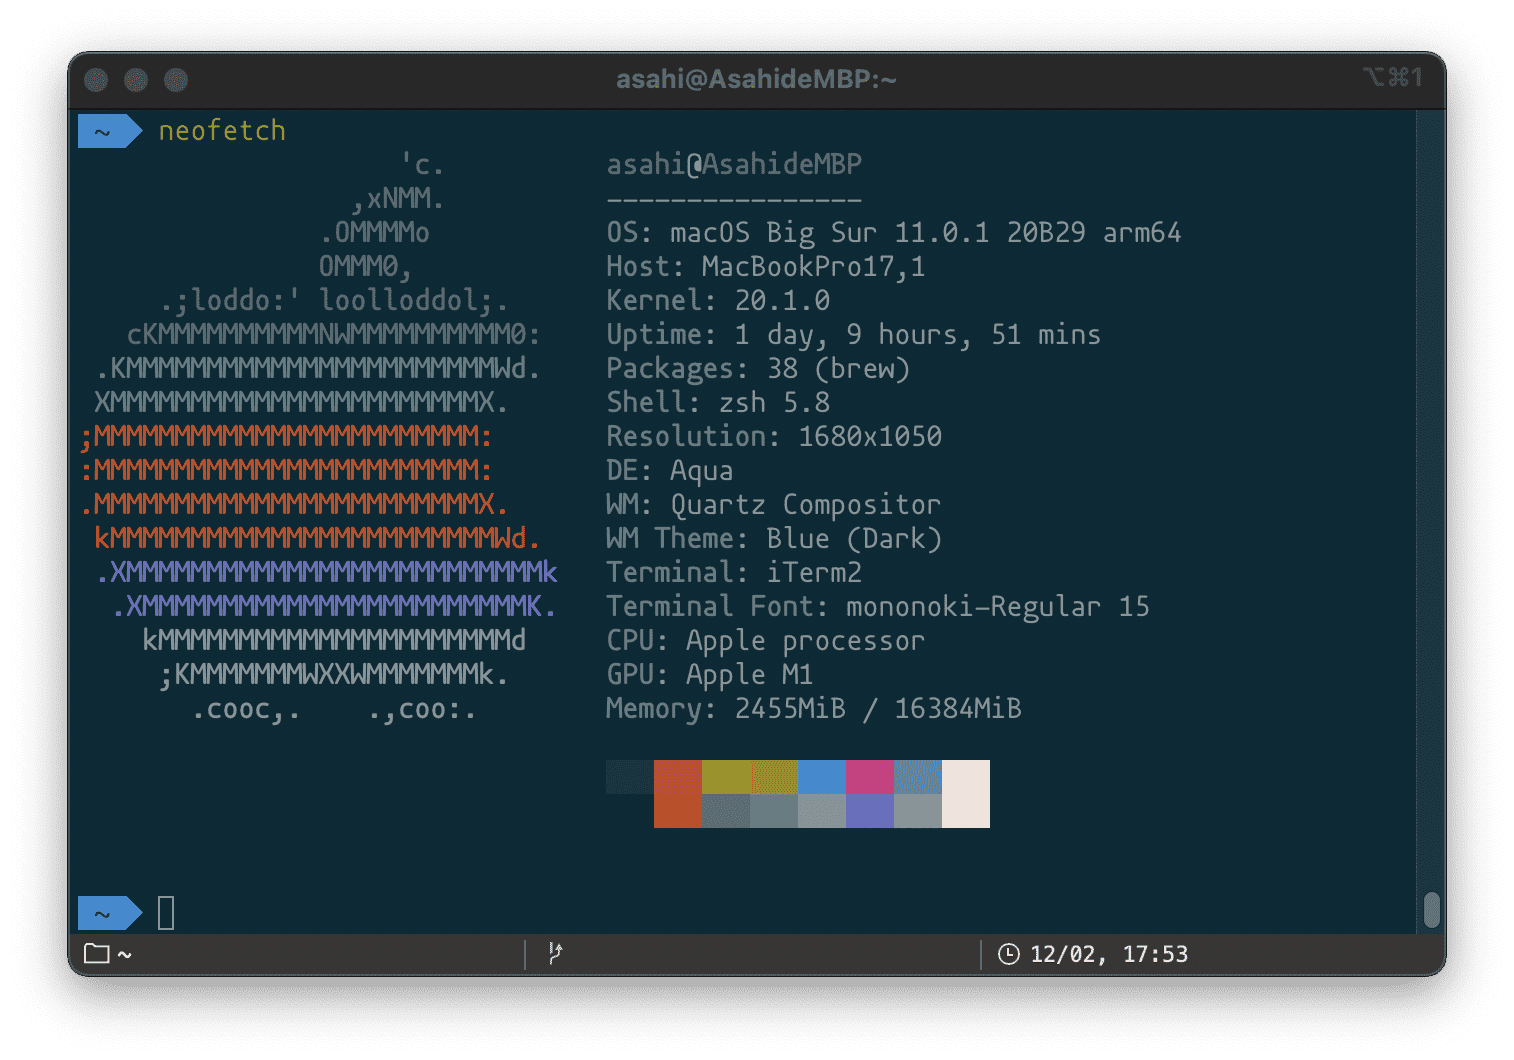 asahi@AsahideMBP:~ ⌥⌘1
~ neofetch
'c. asahi@AsahideMBP
,xNMM. ----------------
.OMMMMo OS: macOS Big Sur 11.0.1 20B29 arm64
OMMM0, Host: MacBookPro17,1
.;loddo:' loolloddol;. Kernel: 20.1.0
cKMMMMMMMMMMNWMMMMMMMMMM0: Uptime: 1 day, 9 hours, 51 mins
.KMMMMMMMMMMMMMMMMMMMMMMMWd. Packages: 38 (brew)
XMMMMMMMMMMMMMMMMMMMMMMMX. Shell: zsh 5.8
;MMMMMMMMMMMMMMMMMMMMMMMM: Resolution: 1680x1050
:MMMMMMMMMMMMMMMMMMMMMMMM: DE: Aqua
.MMMMMMMMMMMMMMMMMMMMMMMMX. WM: Quartz Compositor
kMMMMMMMMMMMMMMMMMMMMMMMMWd. WM Theme: Blue (Dark)
.XMMMMMMMMMMMMMMMMMMMMMMMMMMk Terminal: iTerm2
.XMMMMMMMMMMMMMMMMMMMMMMMMK. Terminal Font: mononoki-Regular 15
kMMMMMMMMMMMMMMMMMMMMMMd CPU: Apple processor
;KMMMMMMMWXXWMMMMMMMk. GPU: Apple M1
.cooc,. .,coo:. Memory: 2455MiB / 16384MiB
~
~ 12/02, 17:53